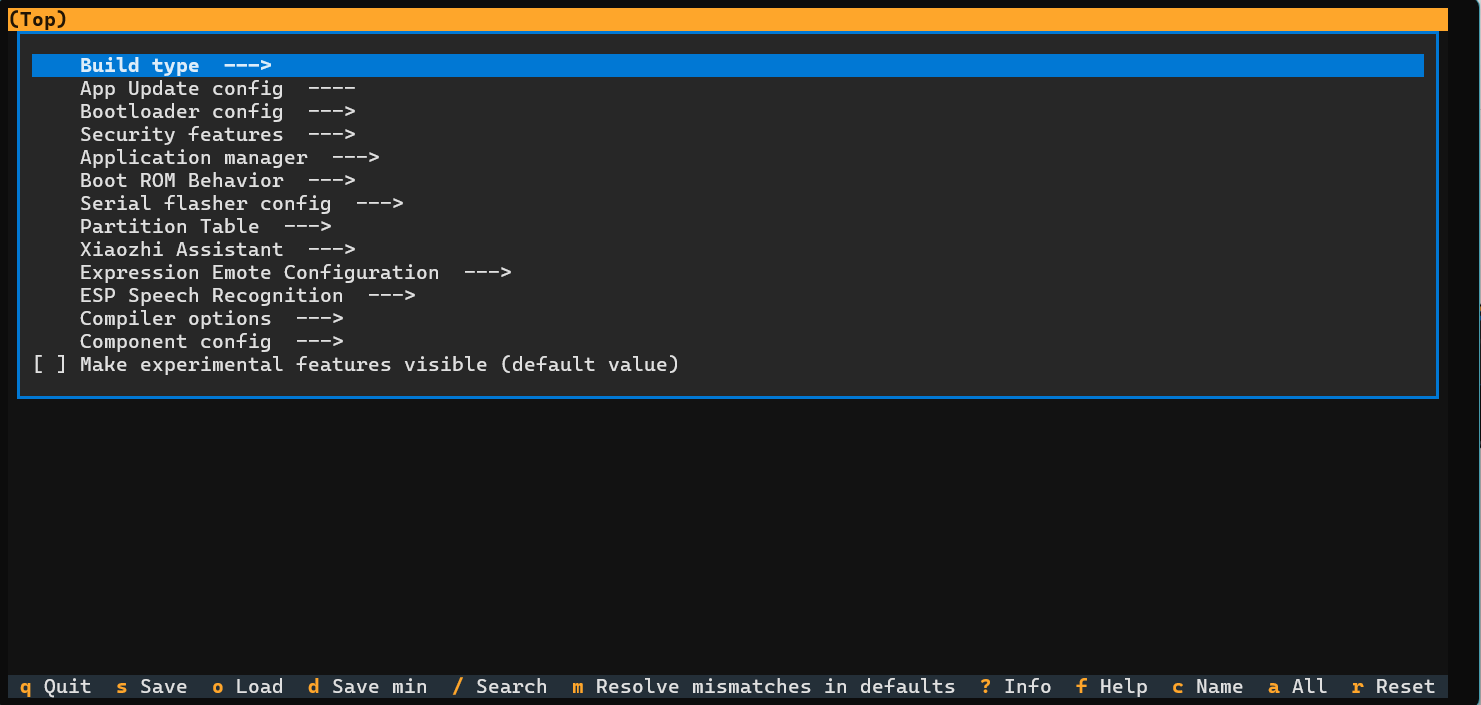 (Top)
Build type  --->
App Update config  ----
Bootloader config  --->
Security features  --->
Application manager  --->
Boot ROM Behavior  --->
Serial flasher config  --->
Partition Table  --->
Xiaozhi Assistant  --->
Expression Emote Configuration  --->
ESP Speech Recognition  --->
Compiler options  --->
Component config  --->
[ ] Make experimental features visible (default value)
q Quit  s Save  o Load  d Save min  / Search  m Resolve mismatches in defaults  ? Info  f Help  c Name  a All  r Reset